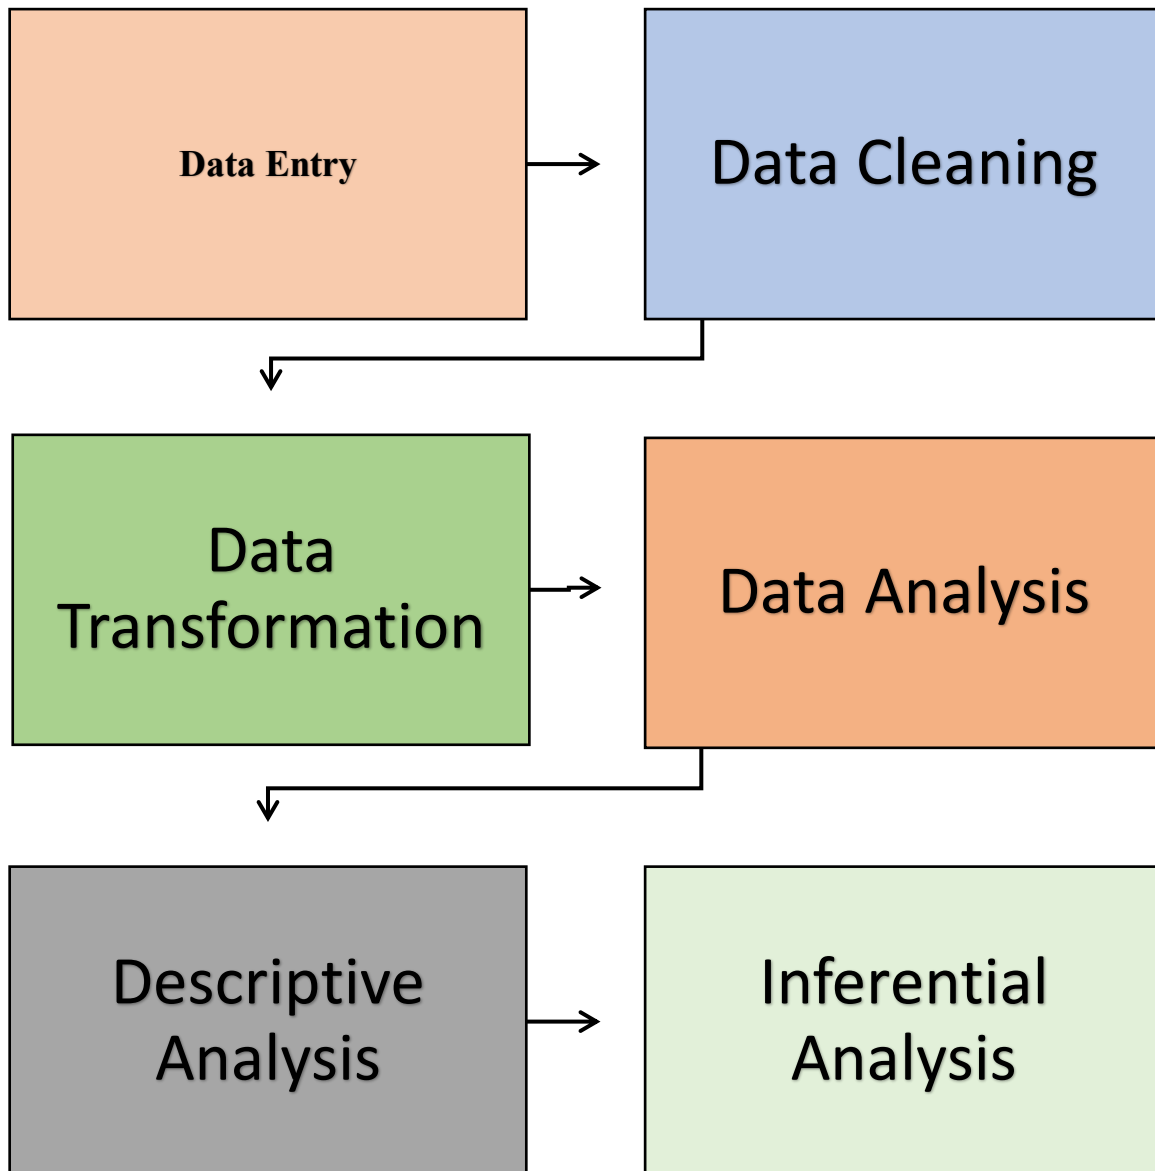 Data Entry
Data Cleaning
Data
Transformation
Data Analysis
Descriptive
Analysis
Inferential
Analysis